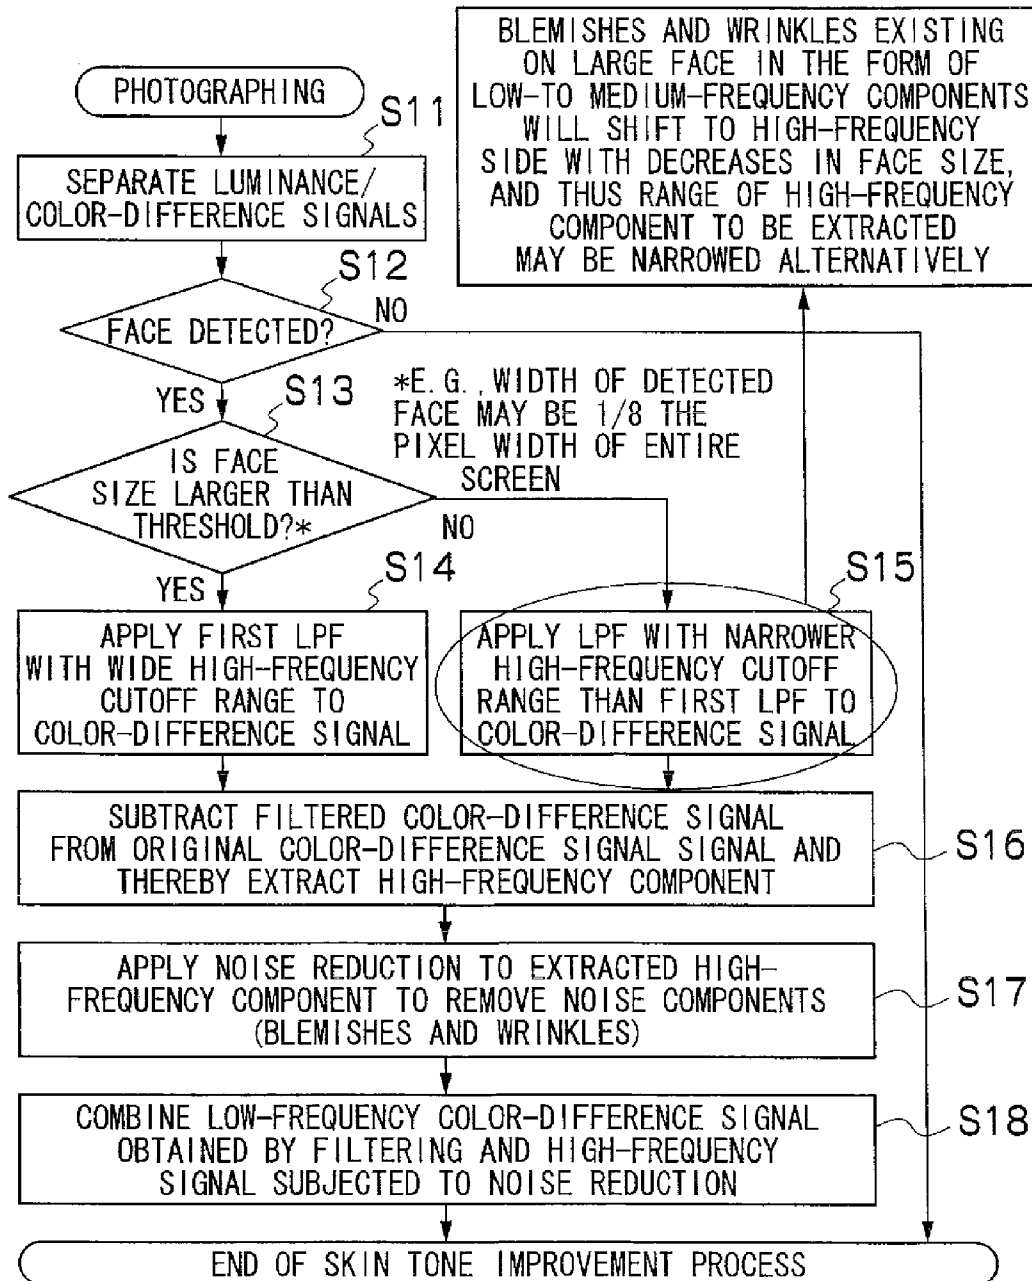 BLEMISHES AND WRINKLES EXISTING
ON LARGE FACE IN THE FORM OF
LOW-TO MEDIUM-FREQUENCY COMPONENTS
WILL SHIFT TO HIGH-FREQUENCY
SIDE WITH DECREASES IN FACE SIZE,
AND THUS RANGE OF HIGH-FREQUENCY
COMPONENT TO BE EXTRACTED
MAY BE NARROWED ALTERNATIVELY
PHOTOGRAPHING
S11
SEPARATE LUMINANCE/
COLOR-DIFFERENCE SIGNALS
S12
FACE DETECTED?
NO
YES
S13
*E.G.,WIDTH OF DETECTED
FACE MAY BE 1/8 THE
PIXEL WIDTH OF ENTIRE
SCREEN
IS FACE
SIZE LARGER THAN
THRESHOLD?*
NO
YES
S14
APPLY FIRST LPF
WITH WIDE HIGH-FREQUENCY
CUTOFF RANGE TO
COLOR-DIFFERENCE SIGNAL
S15
APPLY LPF WITH NARROWER
HIGH-FREQUENCY CUTOFF
RANGE THAN FIRST LPF TO
COLOR-DIFFERENCE SIGNAL
SUBTRACT FILTERED COLOR-DIFFERENCE SIGNAL
FROM ORIGINAL COLOR-DIFFERENCE SIGNAL SIGNAL AND
THEREBY EXTRACT HIGH-FREQUENCY COMPONENT
S16
APPLY NOISE REDUCTION TO EXTRACTED HIGH-
FREQUENCY COMPONENT TO REMOVE NOISE COMPONENTS
(BLEMISHES AND WRINKLES)
S17
COMBINE LOW-FREQUENCY COLOR-DIFFERENCE SIGNAL
OBTAINED BY FILTERING AND HIGH-FREQUENCY
SIGNAL SUBJECTED TO NOISE REDUCTION
S18
END OF SKIN TONE IMPROVEMENT PROCESS